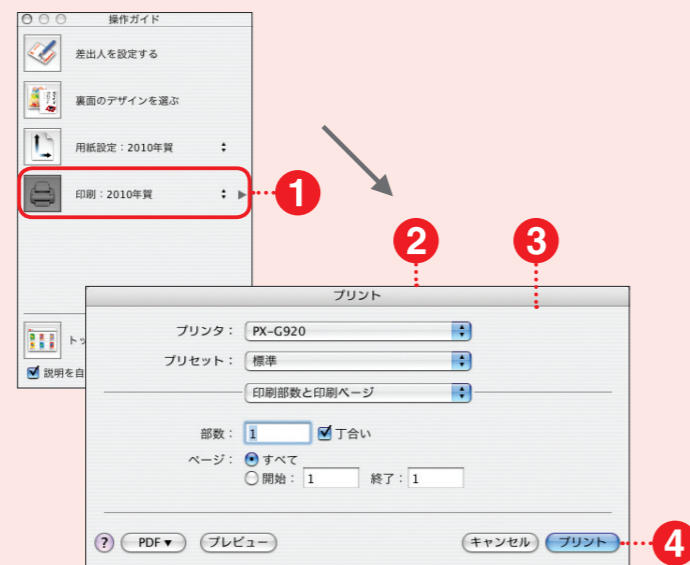 操作ガイド
差出人を設定する
裏面のデザインを選ぶ
用紙設定：2010年賀
印刷：2010年賀
1
2
3
プリント
プリンタ： PX-G920
プリセット： 標準
印刷部数と印刷ページ
部数： 1 丁合い
ページ： すべて
開始： 1 終了： 1
トッ
説明を自
? PDF▼ プレビュー キャンセル プリント
4